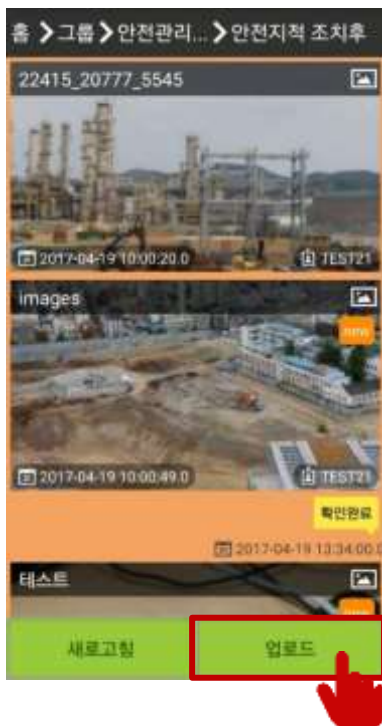 홈 ❯ 그룹 ❯ 안전관리... ❯ 안전지적 조치후
22415_20777_5545
2017-04-19 10:00:20.0 TEST21
images
new
2017-04-19 10:00:49.0 TEST21
확인완료
2017-04-19 13:34:00.0
테스트
새로고침 업로드